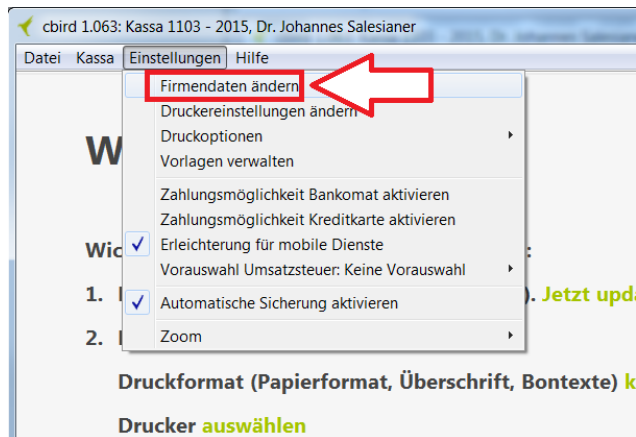 cbird 1.063: Kassa 1103 - 2015, Dr. Johannes Salesianer
Datei Kassa Einstellungen Hilfe
Firmendaten ändern
Druckereinstellungen ändern
Druckoptionen
Vorlagen verwalten
Zahlungsmöglichkeit Bankomat aktivieren
Zahlungsmöglichkeit Kreditkarte aktivieren
Erleichterung für mobile Dienste
Vorauswahl Umsatzsteuer: Keine Vorauswahl
Automatische Sicherung aktivieren
Zoom
W
Wic :
1. ). Jetzt upda
2.
Druckformat (Papierformat, Überschrift, Bontexte) k
Drucker auswählen